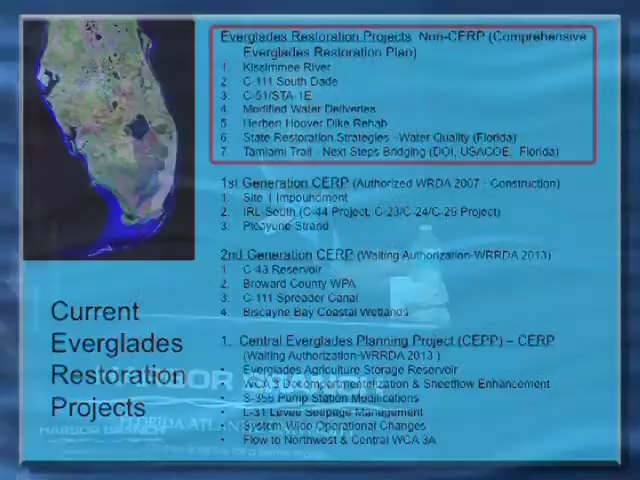 Everglades Restoration Projects Non-CERP (Comprehensive
Everglades Restoration Plan)
1. Kissimmee River
2. C-111 South Dade
3. C-51/STA-1E
4. Modified Water Deliveries
5. Herbert Hoover Dike Rehab
6. State Restoration Strategies - Water Quality (Florida)
7. Tamiami Trail - Next Steps Bridging (DOI, USACOE, Florida)
1st Generation CERP (Authorized WRDA 2007 - Construction)
1. Site 1 Impoundment
2. IRL-South (C-44 Project, C-23/C-24/C-25 Project)
3. Picayune Strand
2nd Generation CERP (Waiting Authorization-WRRDA 2013)
1. C-43 Reservoir
2. Broward County WPA
3. C-111 Spreader Canal
4. Biscayne Bay Coastal Wetlands
1. Central Everglades Planning Project (CEPP) – CERP
(Waiting Authorization-WRRDA 2013 )
• Everglades Agriculture Storage Reservoir
• WCA 3 Decompartmentalization & Sheetflow Enhancement
• S-356 Pump Station Modifications
• L-31 Levee Seepage Management
• System Wide Operational Changes
• Flow to Northwest & Central WCA 3A
Current
Everglades
Restoration
Projects
HARBOR BRANCH
FLORIDA ATLANTIC
HARBOR BRANCH